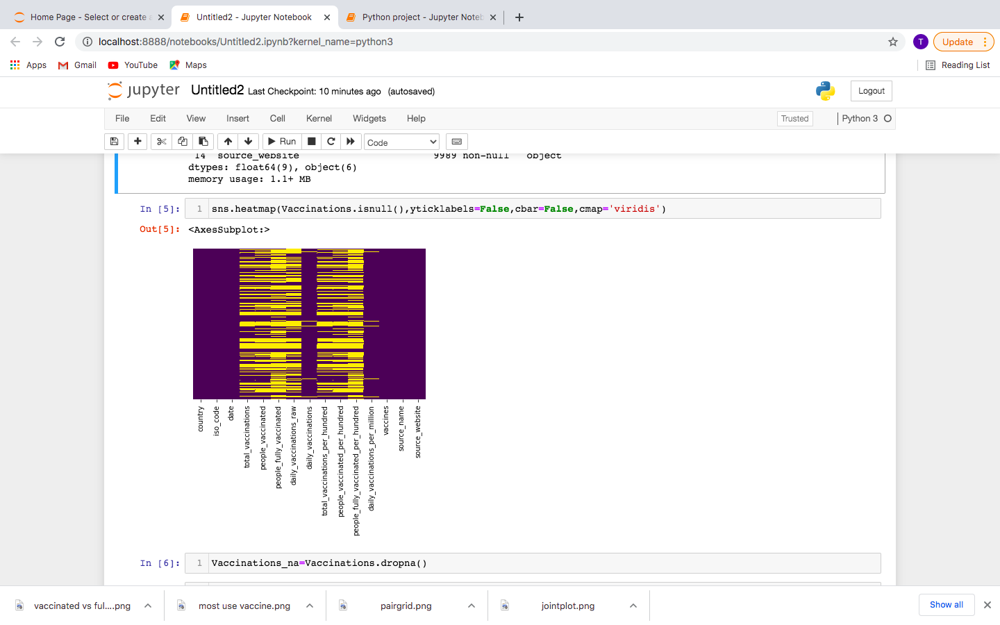 Home Page - Select or create a
Untitled2 - Jupyter Notebook
Python project - Jupyter Noteb
localhost:8888/notebooks/Untitled2.ipynb?kernel_name=python3
T
Update
Apps
Gmail
YouTube
Maps
Reading List
jupyter
Untitled2 Last Checkpoint: 10 minutes ago (autosaved)
Logout
File Edit View Insert Cell Kernel Widgets Help
Trusted
Python 3
Run
Code
14 source_website 9989 non-null object
dtypes: float64(9), object(6)
memory usage: 1.1+ MB
In [5]: 1 sns.heatmap(Vaccinations.isnull(),yticklabels=False,cbar=False,cmap='viridis')
Out[5]: <AxesSubplot:>
country
iso_code
date
total_vaccinations
people_vaccinated
people_fully_vaccinated
daily_vaccinations_raw
daily_vaccinations
total_vaccinations_per_hundred
people_vaccinated_per_hundred
people_fully_vaccinated_per_hundred
daily_vaccinations_per_million
vaccines
source_name
source_website
In [6]: 1 Vaccinations_na=Vaccinations.dropna()
vaccinated vs ful....png
most use vaccine.png
pairgrid.png
jointplot.png
Show all